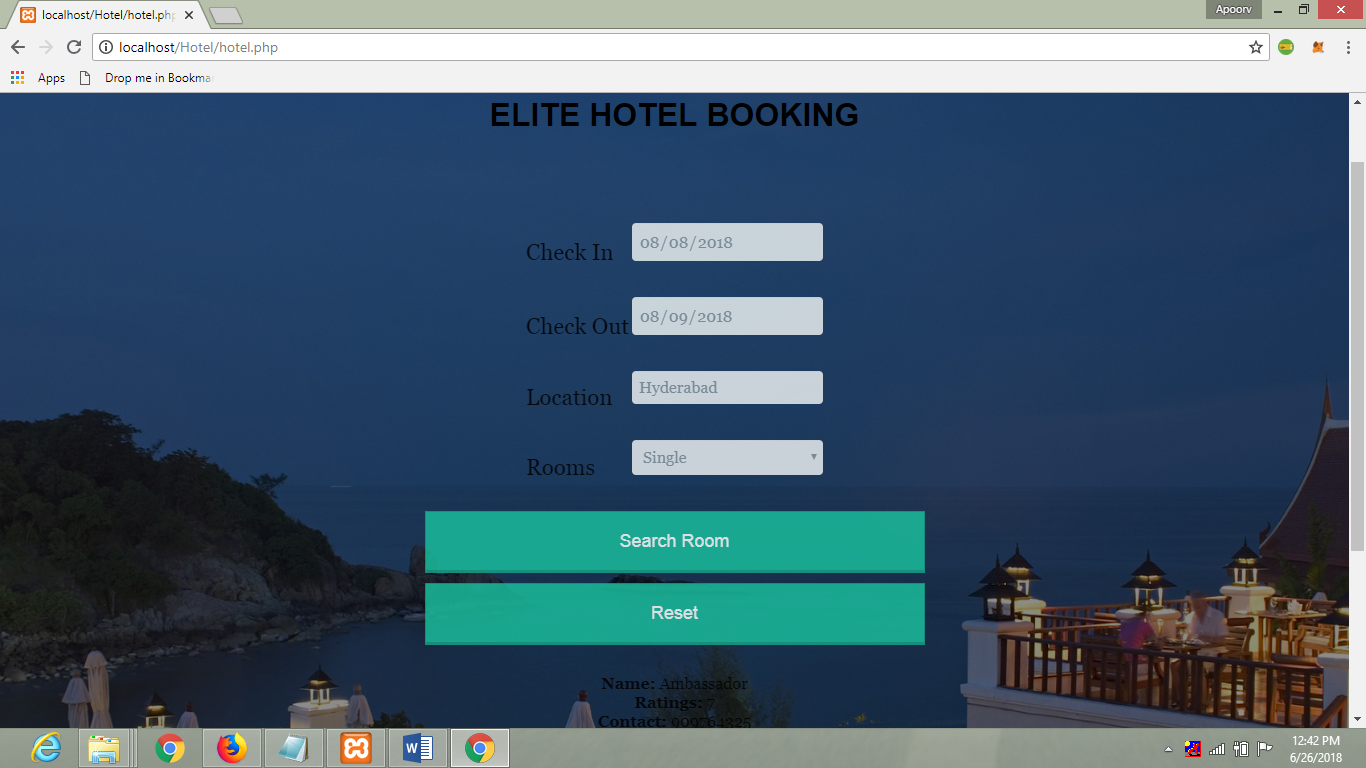 localhost/Hotel/hotel.php
Apoorv
localhost/Hotel/hotel.php
Apps
Drop me in Bookma
ELITE HOTEL BOOKING
Check In 08/08/2018
Check Out 08/09/2018
Location Hyderabad
Rooms Single
Search Room
Reset
Name: Ambassador
Ratings: 7
Contact: 909764325
12:42 PM
6/26/2018